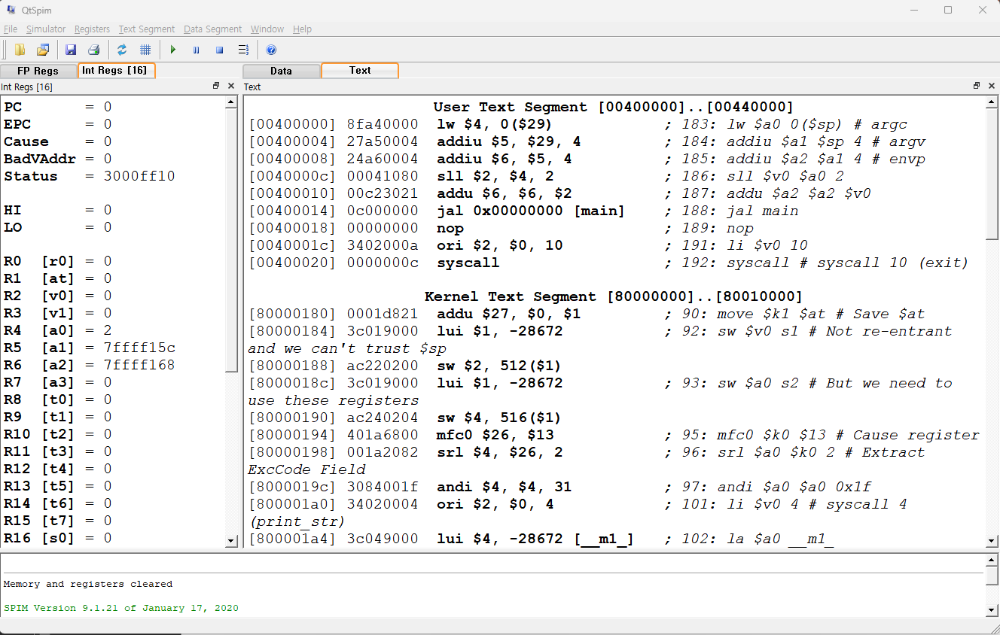 QtSpim
File Simulator Registers Text Segment Data Segment Window Help
FP Regs Int Regs [16] Data Text
Int Regs [16]
PC = 0
EPC = 0
Cause = 0
BadVAddr = 0
Status = 3000ff10
HI = 0
LO = 0
R0 [r0] = 0
R1 [at] = 0
R2 [v0] = 0
R3 [v1] = 0
R4 [a0] = 2
R5 [a1] = 7ffff15c
R6 [a2] = 7ffff168
R7 [a3] = 0
R8 [t0] = 0
R9 [t1] = 0
R10 [t2] = 0
R11 [t3] = 0
R12 [t4] = 0
R13 [t5] = 0
R14 [t6] = 0
R15 [t7] = 0
R16 [s0] = 0
Text
User Text Segment [00400000]..[00440000]
[00400000] 8fa40000 lw $4, 0($29) ; 183: lw $a0 0($sp) # argc
[00400004] 27a50004 addiu $5, $29, 4 ; 184: addiu $a1 $sp 4 # argv
[00400008] 24a60004 addiu $6, $5, 4 ; 185: addiu $a2 $a1 4 # envp
[0040000c] 00041080 sll $2, $4, 2 ; 186: sll $v0 $a0 2
[00400010] 00c23021 addu $6, $6, $2 ; 187: addu $a2 $a2 $v0
[00400014] 0c000000 jal 0x00000000 [main] ; 188: jal main
[00400018] 00000000 nop ; 189: nop
[0040001c] 3402000a ori $2, $0, 10 ; 191: li $v0 10
[00400020] 0000000c syscall ; 192: syscall # syscall 10 (exit)
Kernel Text Segment [80000000]..[80010000]
[80000180] 0001d821 addu $27, $0, $1 ; 90: move $k1 $at # Save $at
[80000184] 3c019000 lui $1, -28672 ; 92: sw $v0 s1 # Not re-entrant
and we can't trust $sp
[80000188] ac220200 sw $2, 512($1)
[8000018c] 3c019000 lui $1, -28672 ; 93: sw $a0 s2 # But we need to
use these registers
[80000190] ac240204 sw $4, 516($1)
[80000194] 401a6800 mfc0 $26, $13 ; 95: mfc0 $k0 $13 # Cause register
[80000198] 001a2082 srl $4, $26, 2 ; 96: srl $a0 $k0 2 # Extract
ExcCode Field
[8000019c] 3084001f andi $4, $4, 31 ; 97: andi $a0 $a0 0x1f
[800001a0] 34020004 ori $2, $0, 4 ; 101: li $v0 4 # syscall 4
(print_str)
[800001a4] 3c049000 lui $4, -28672 [__m1_] ; 102: la $a0 __m1_
Memory and registers cleared
SPIM Version 9.1.21 of January 17, 2020